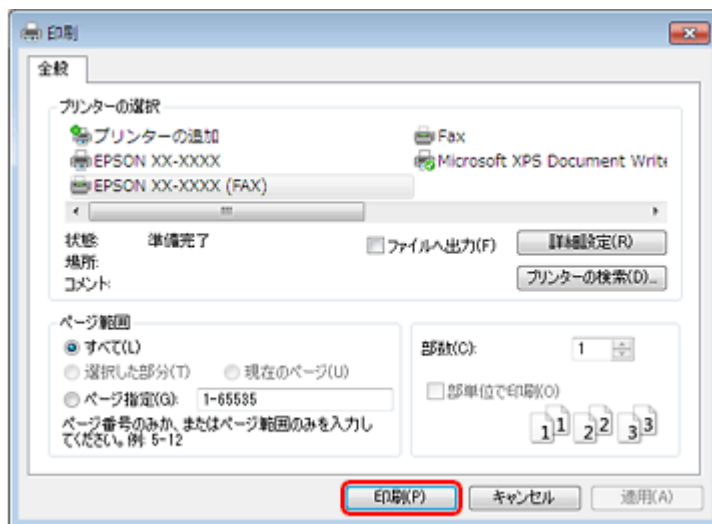 印刷
全般
プリンターの選択
プリンターの追加
Fax
EPSON XX-XXXX
Microsoft XPS Document Write
EPSON XX-XXXX (FAX)
状態: 準備完了
ファイルへ出力(F)
詳細設定(R)
場所:
コメント:
プリンターの検索(D)...
ページ範囲
すべて(L)
選択した部分(T)
現在のページ(U)
ページ指定(G): 1-65535
ページ番号のみか、またはページ範囲のみを入力し
てください。例: 5-12
部数(C): 1
部単位で印刷(O)
11 22 33
印刷(P)
キャンセル
適用(A)